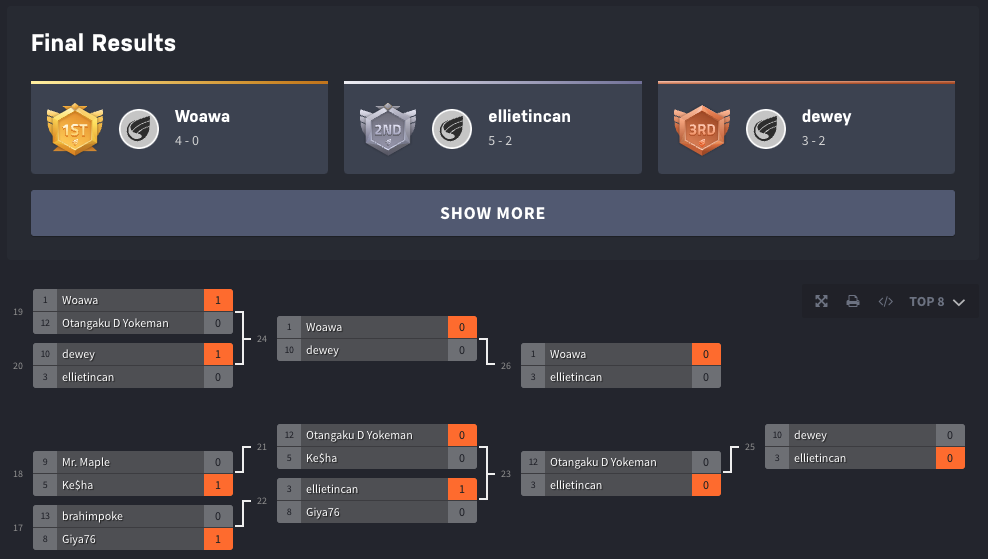 Final Results
1ST
Woawa
4 - 0
2ND
ellietincan
5 - 2
3RD
dewey
3 - 2
SHOW MORE
TOP 8
19
1 Woawa 1
12 Otangaku D Yokeman 0
20
10 dewey 1
3 ellietincan 0
24
1 Woawa 0
10 dewey 0
26
1 Woawa 0
3 ellietincan 0
18
9 Mr. Maple 0
5 Ke$ha 1
17
13 brahimpoke 0
8 Giya76 1
21
12 Otangaku D Yokeman 0
5 Ke$ha 0
22
3 ellietincan 1
8 Giya76 0
23
12 Otangaku D Yokeman 0
3 ellietincan 0
25
10 dewey 0
3 ellietincan 0